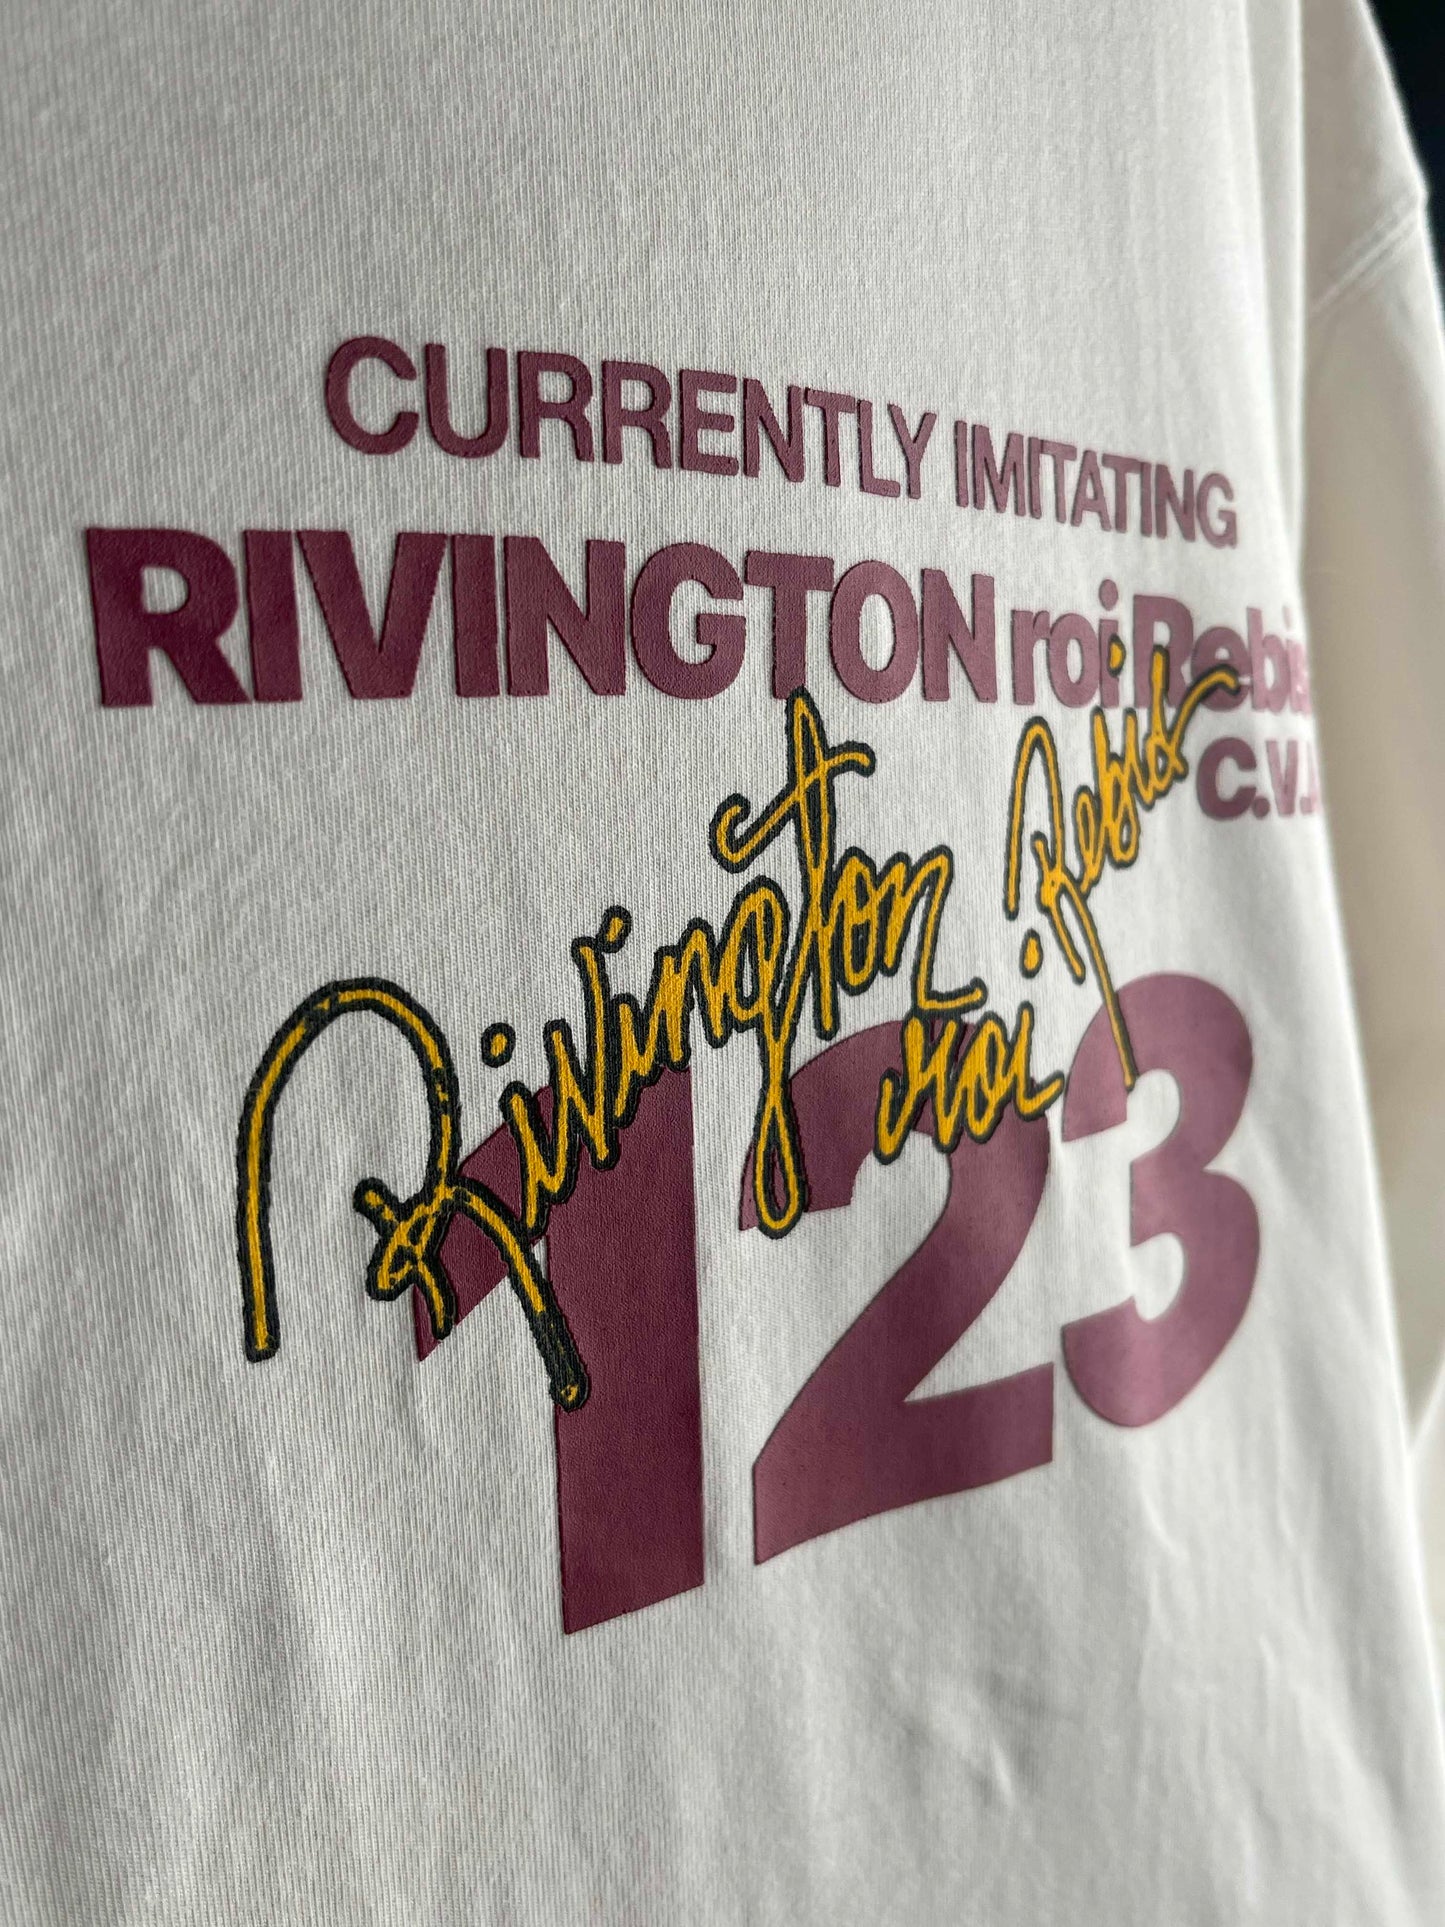 CURRENTLY IMITATING
RIVINGTON roi Rebis
C.V.
Rivington
roi Rebis
123